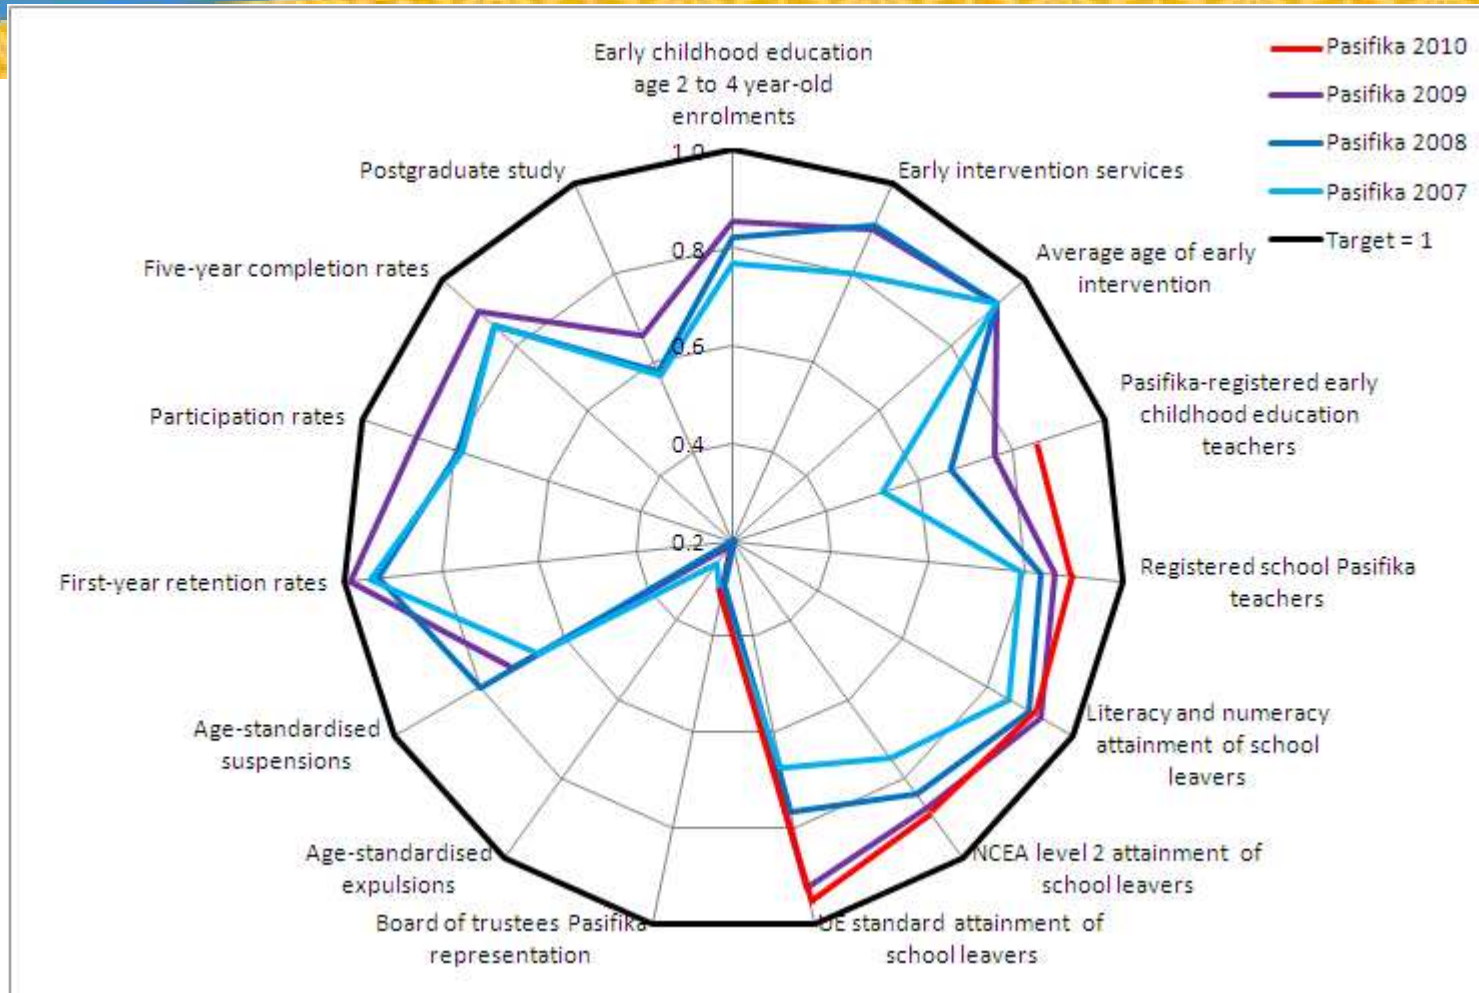 Early childhood education
age 2 to 4 year-old
enrolments
Pasifika 2010
Pasifika 2009
Pasifika 2008
Pasifika 2007
Target = 1
1.0
0.8
0.6
0.4
0.2
Early intervention services
Average age of early
intervention
Pasifika-registered early
childhood education
teachers
Registered school Pasifika
teachers
Literacy and numeracy
attainment of school
leavers
NCEA level 2 attainment of
school leavers
UE standard attainment of
school leavers
Board of trustees Pasifika
representation
Age-standardised
expulsions
Age-standardised
suspensions
First-year retention rates
Participation rates
Five-year completion rates
Postgraduate study